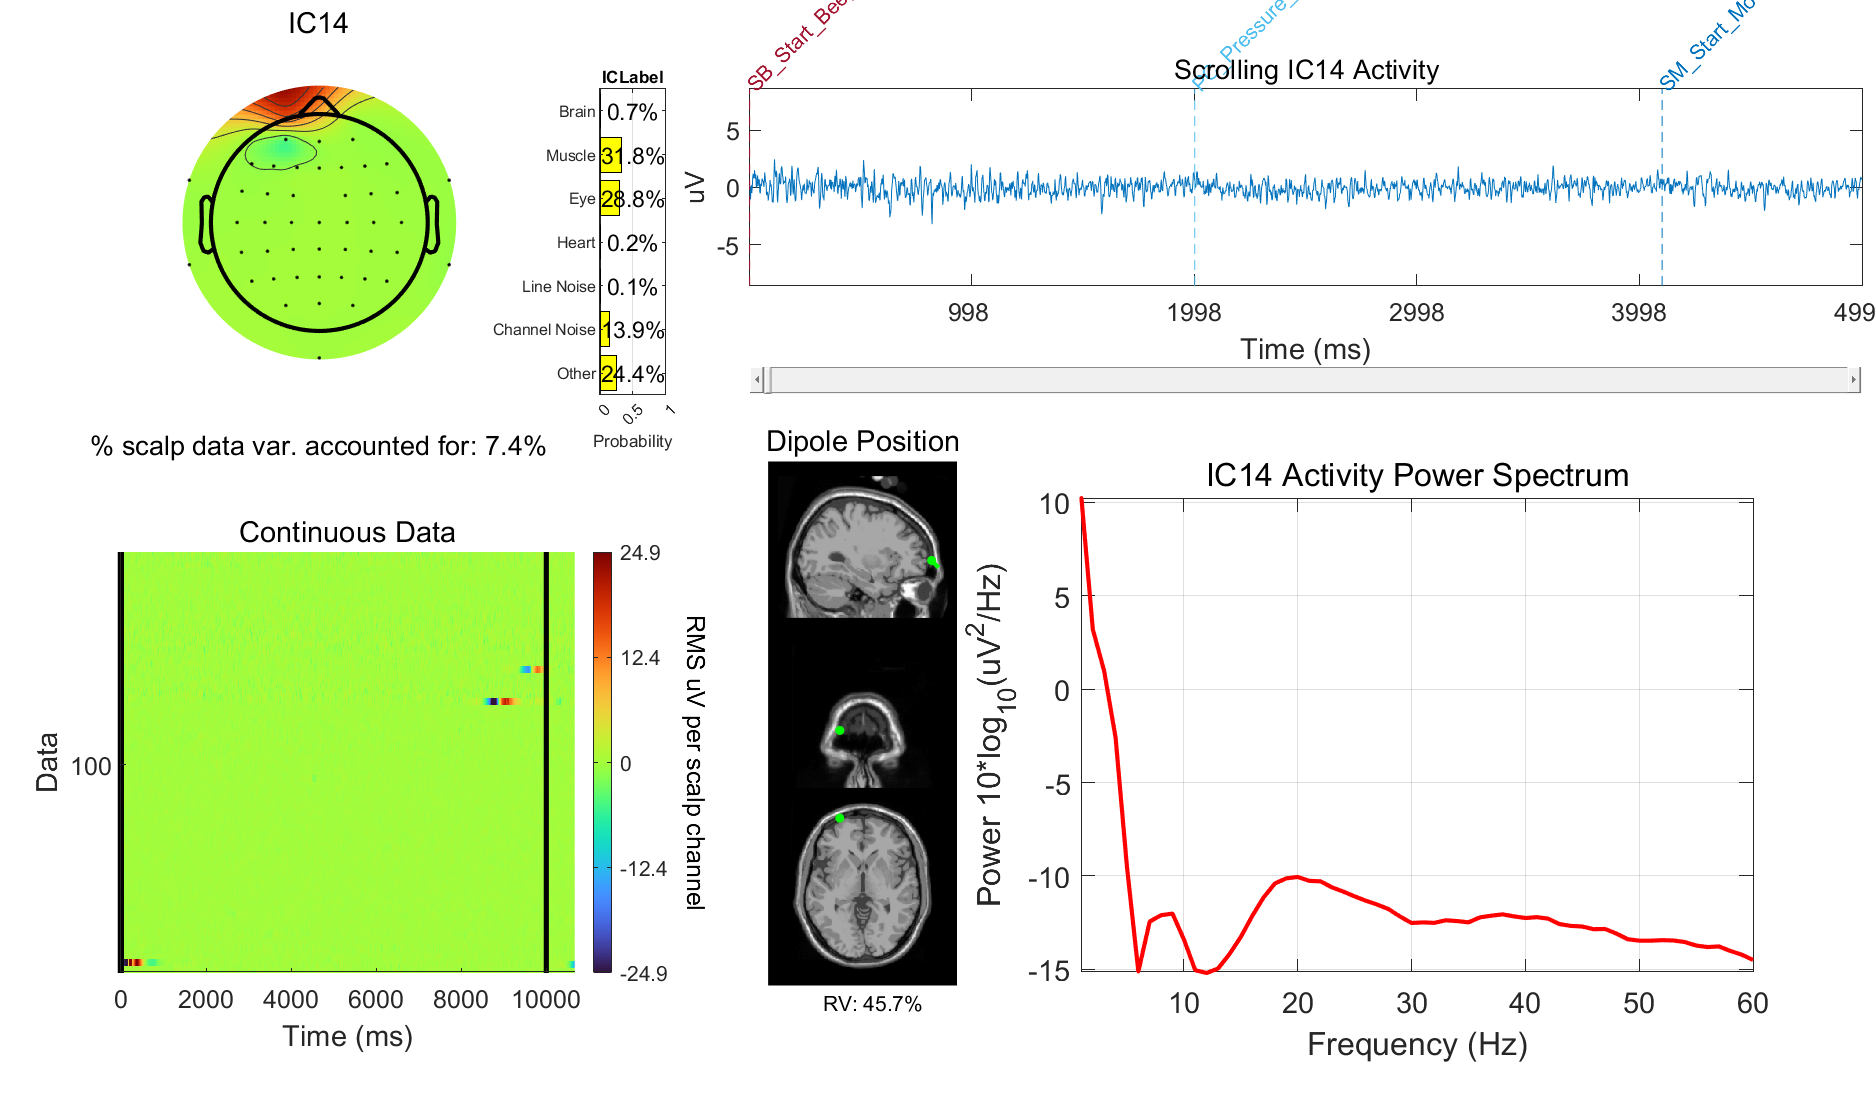 IC14
ICLabel
Brain 0.7%
Muscle 31.8%
Eye 28.8%
Heart 0.2%
Line Noise 0.1%
Channel Noise 13.9%
Other 24.4%
0 0.5 1
Probability
% scalp data var. accounted for: 7.4%
SB_Start_Bee
Pressure_
SM_Start_Mo
Scrolling IC14 Activity
uV
5
0
-5
998 1998 2998 3998 499
Time (ms)
Continuous Data
Data
100
0 2000 4000 6000 8000 10000
Time (ms)
24.9
12.4
0
-12.4
-24.9
RMS uV per scalp channel
Dipole Position
RV: 45.7%
IC14 Activity Power Spectrum
Power 10*log10(uV2/Hz)
10
5
0
-5
-10
-15
10 20 30 40 50 60
Frequency (Hz)